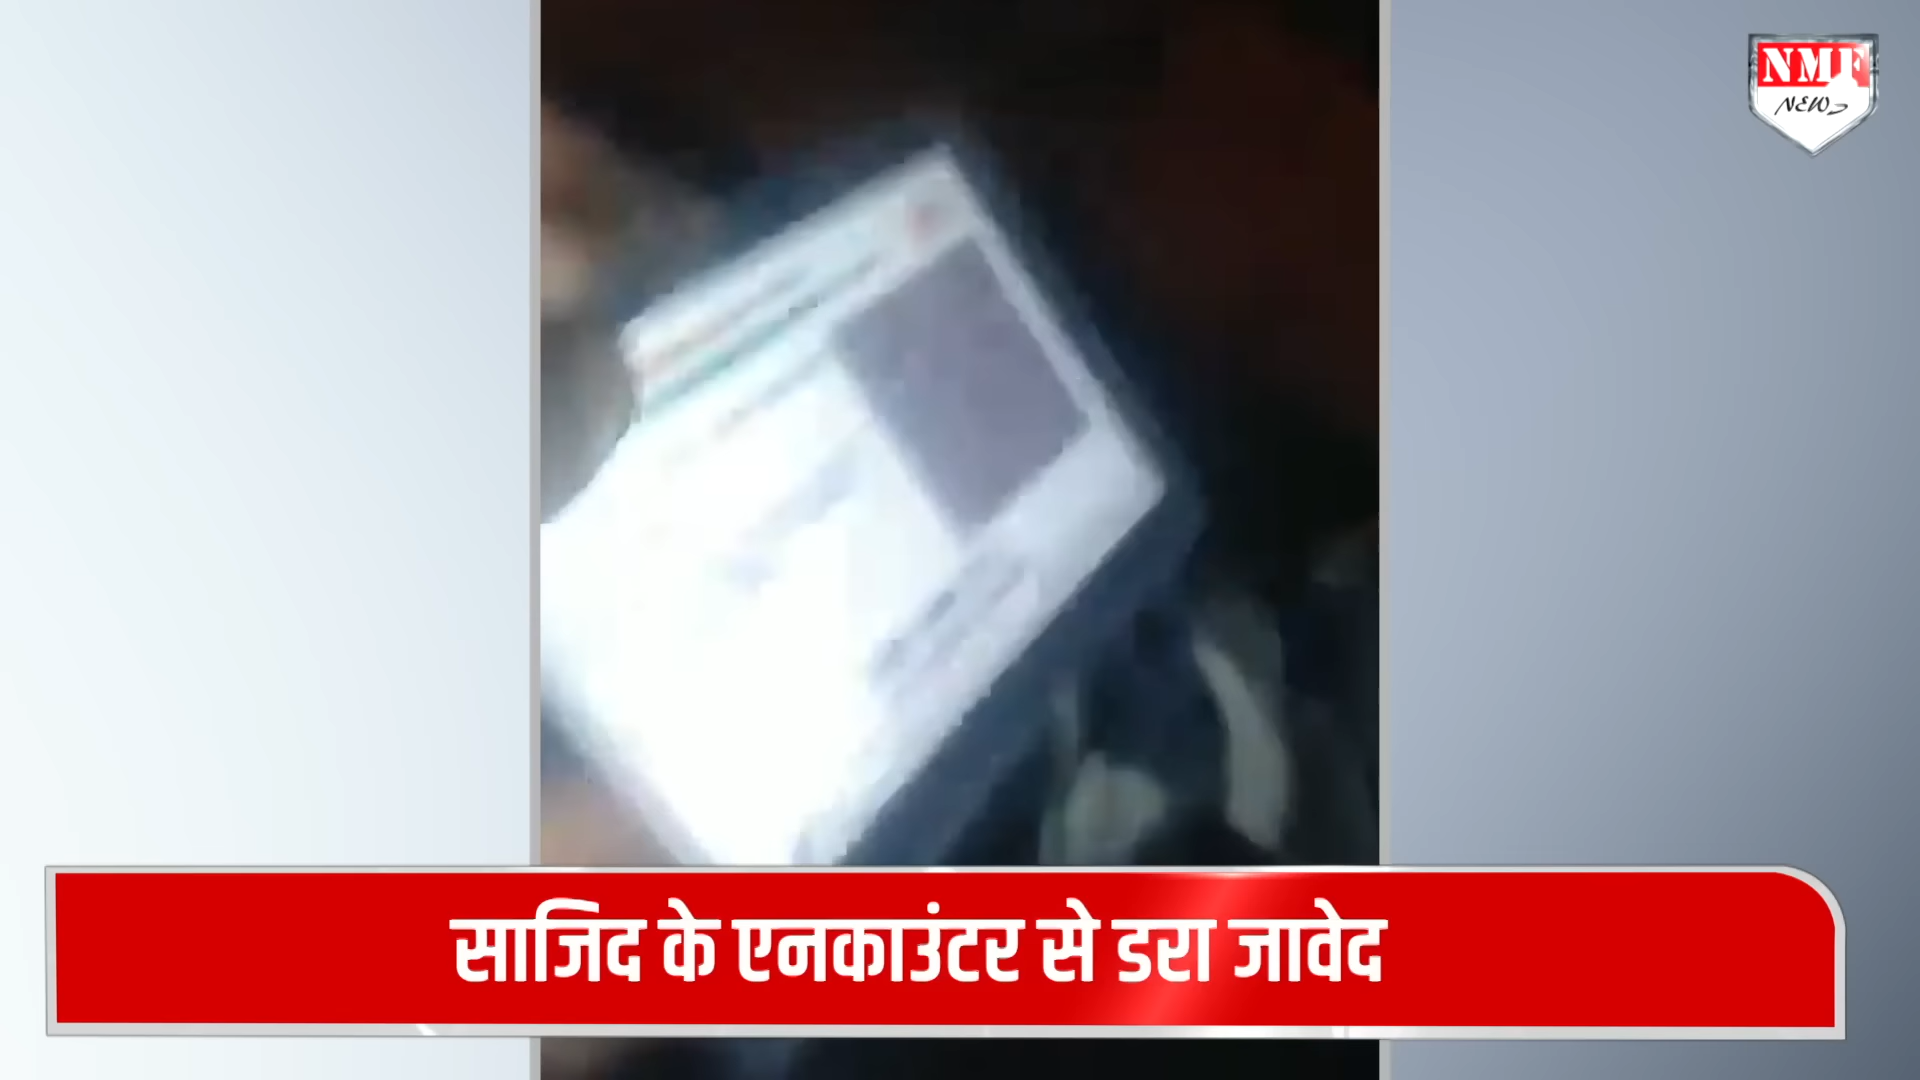 NMF
NEWS
साजिद के एनकाउंटर से डरा जावेद